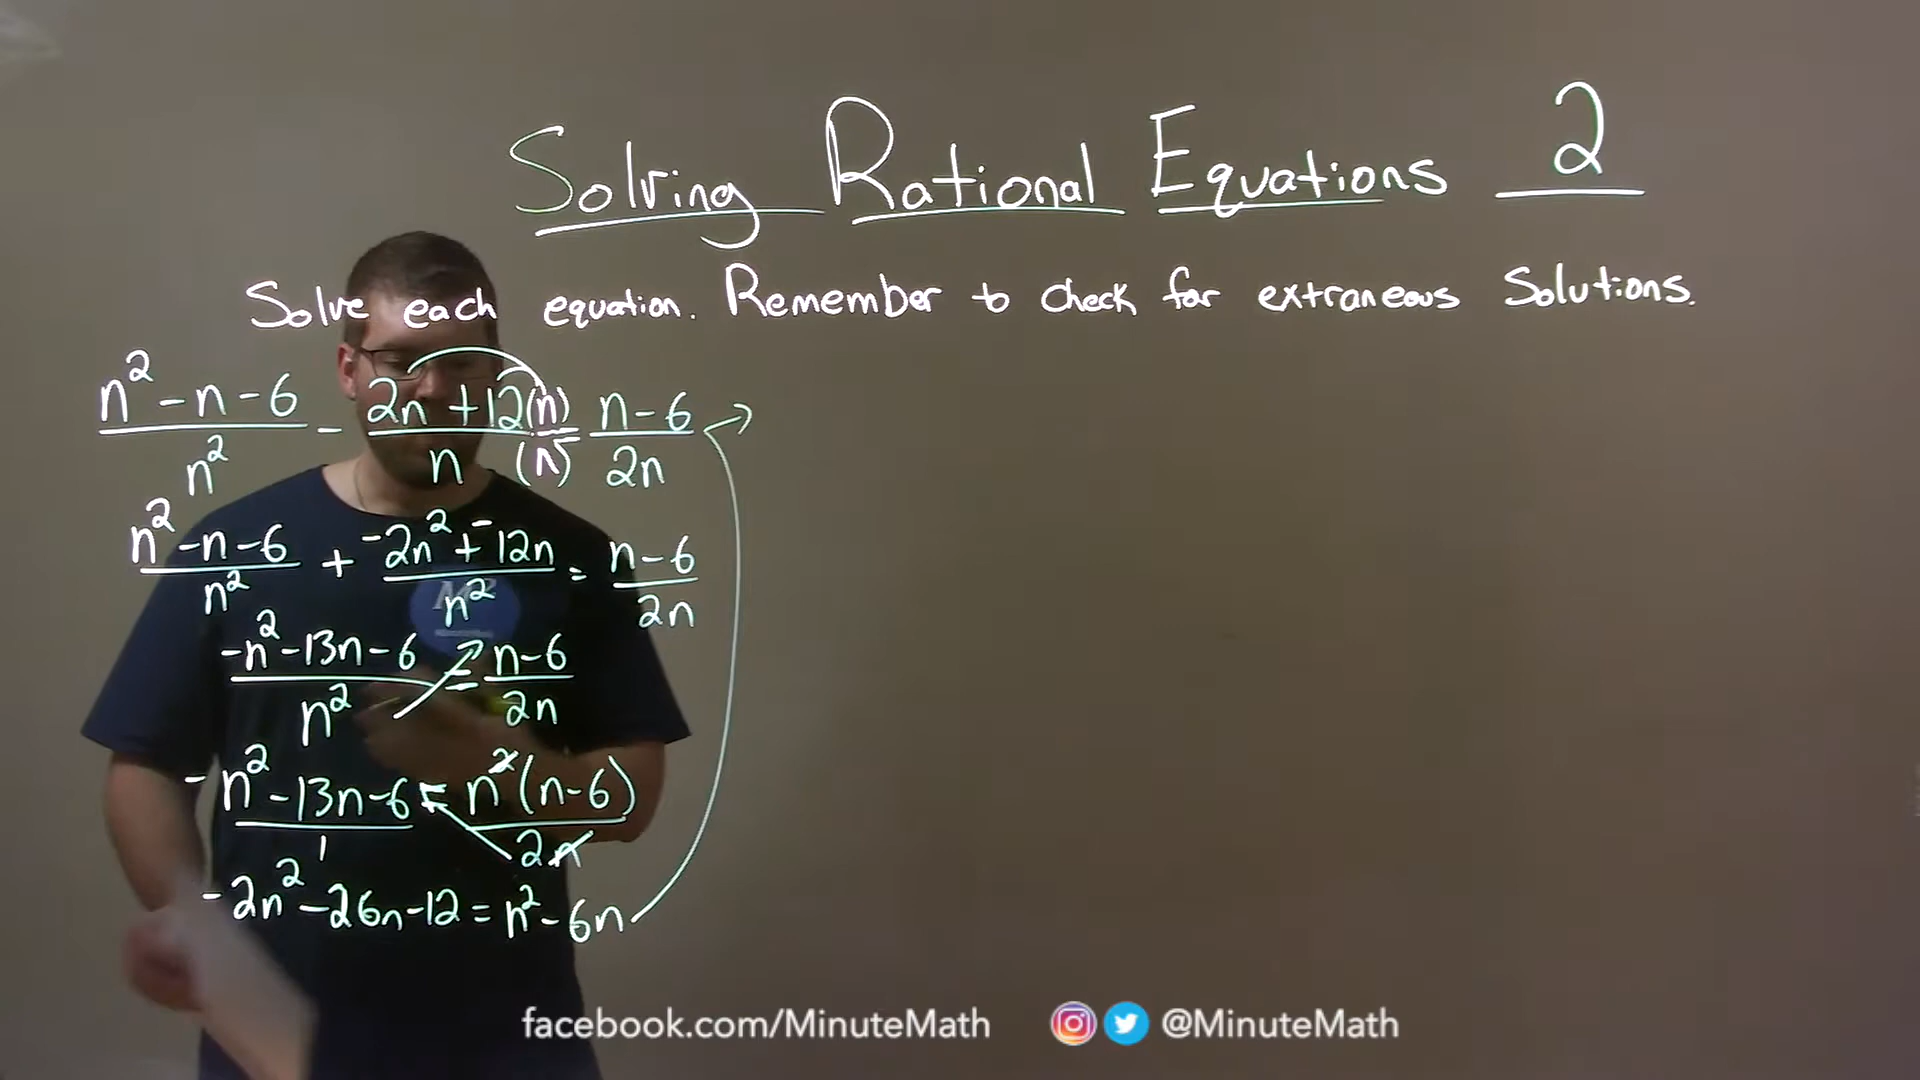 Solving Rational Equations 2
Solve each equation. Remember to check for extraneous Solutions.
(n² - n - 6)/n² - (2n + 12(n))/(n (n)) = (n - 6)/2n
(n² - n - 6)/n² + (-2n² + -12n)/n² = (n - 6)/2n
(-n² - 13n - 6)/n² = (n - 6)/2n
(-n² - 13n - 6)/1 = n²(n - 6)/2n
-2n² - 26n - 12 = n² - 6n
facebook.com/MinuteMath @MinuteMath